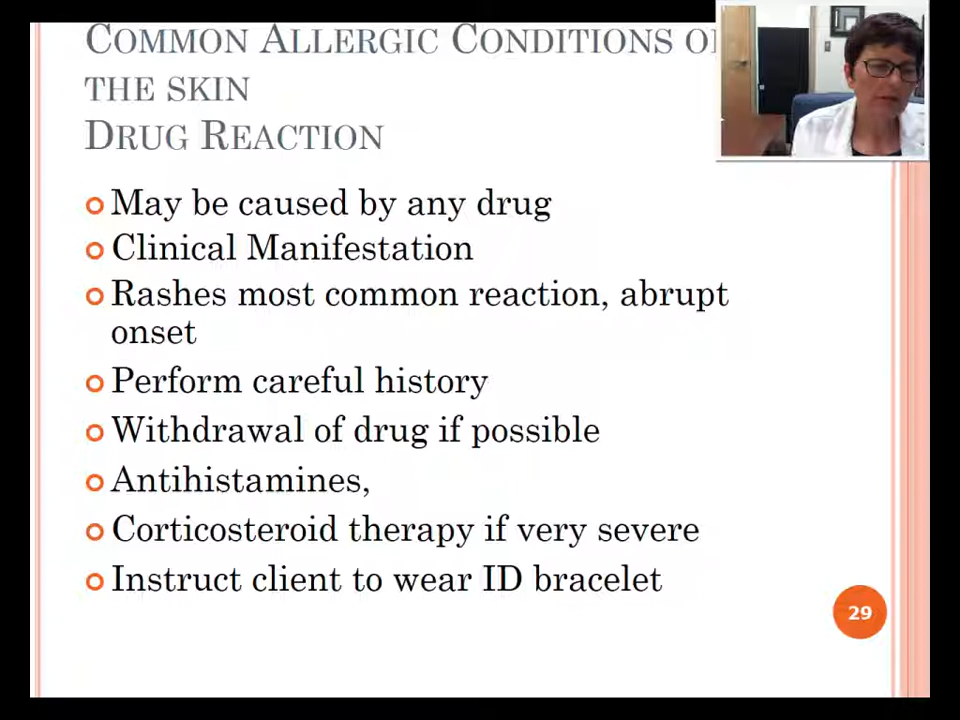 COMMON ALLERGIC CONDITIONS
THE SKIN
DRUG REACTION
May be caused by any drug
Clinical Manifestation
Rashes most common reaction, abrupt
onset
Perform careful history
Withdrawal of drug if possible
Antihistamines,
Corticosteroid therapy if very severe
Instruct client to wear ID bracelet
29